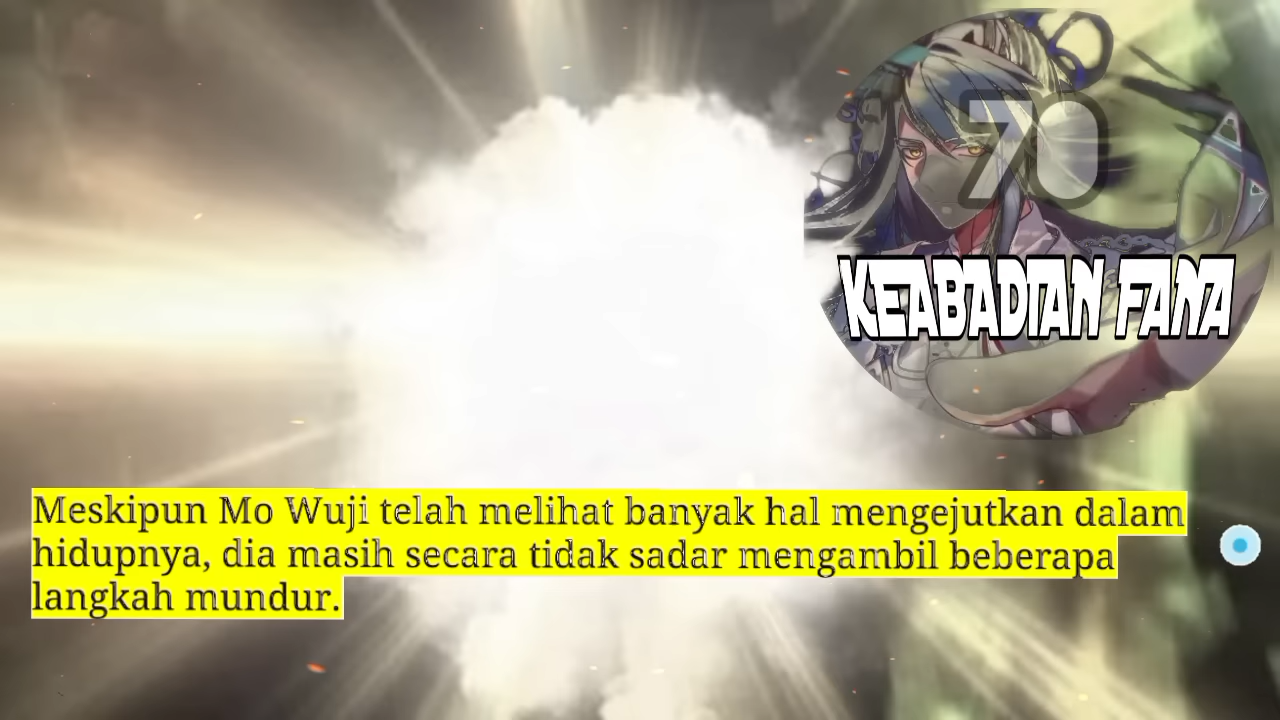 70
KEABADIAN FANA
Meskipun Mo Wuji telah melihat banyak hal mengejutkan dalam
hidupnya, dia masih secara tidak sadar mengambil beberapa
langkah mundur.